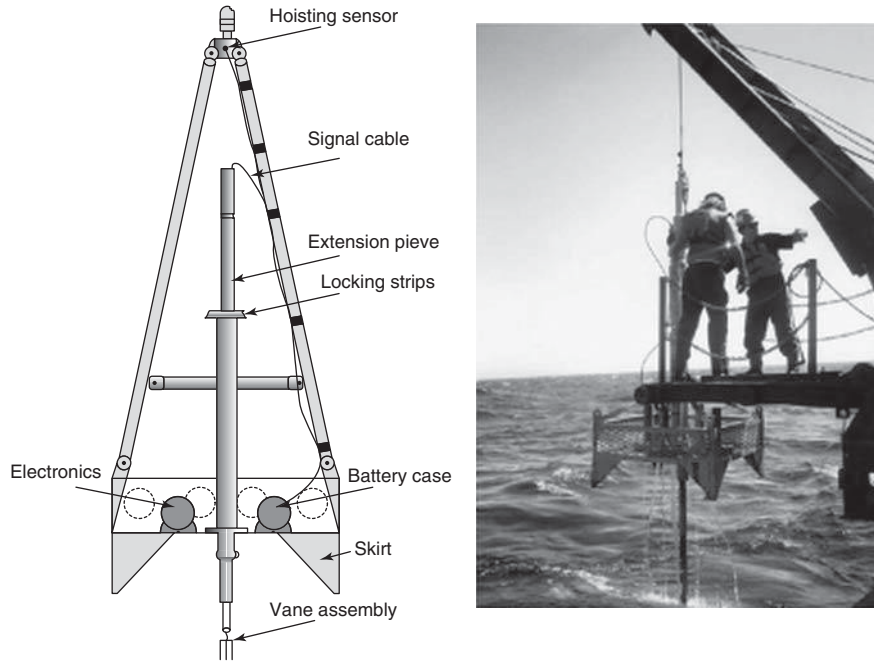 Hoisting sensor
Signal cable
Extension pieve
Locking strips
Electronics
Battery case
Skirt
Vane assembly